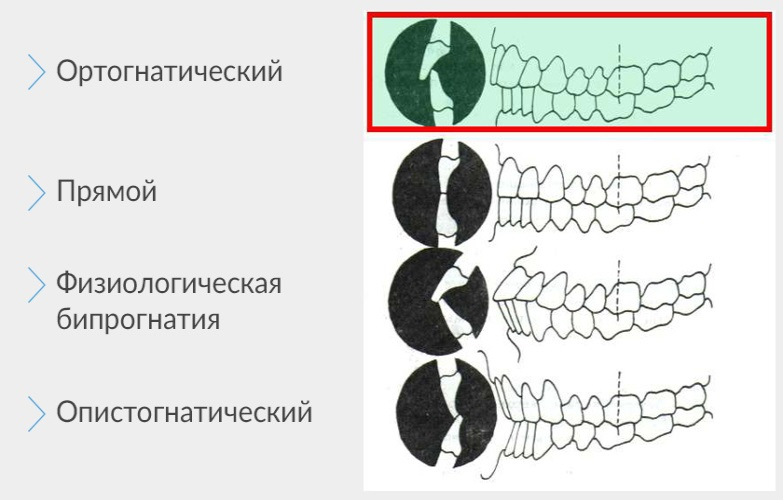 Ортогнатический
Прямой
Физиологическая
бипрогнатия
Опистогнатический